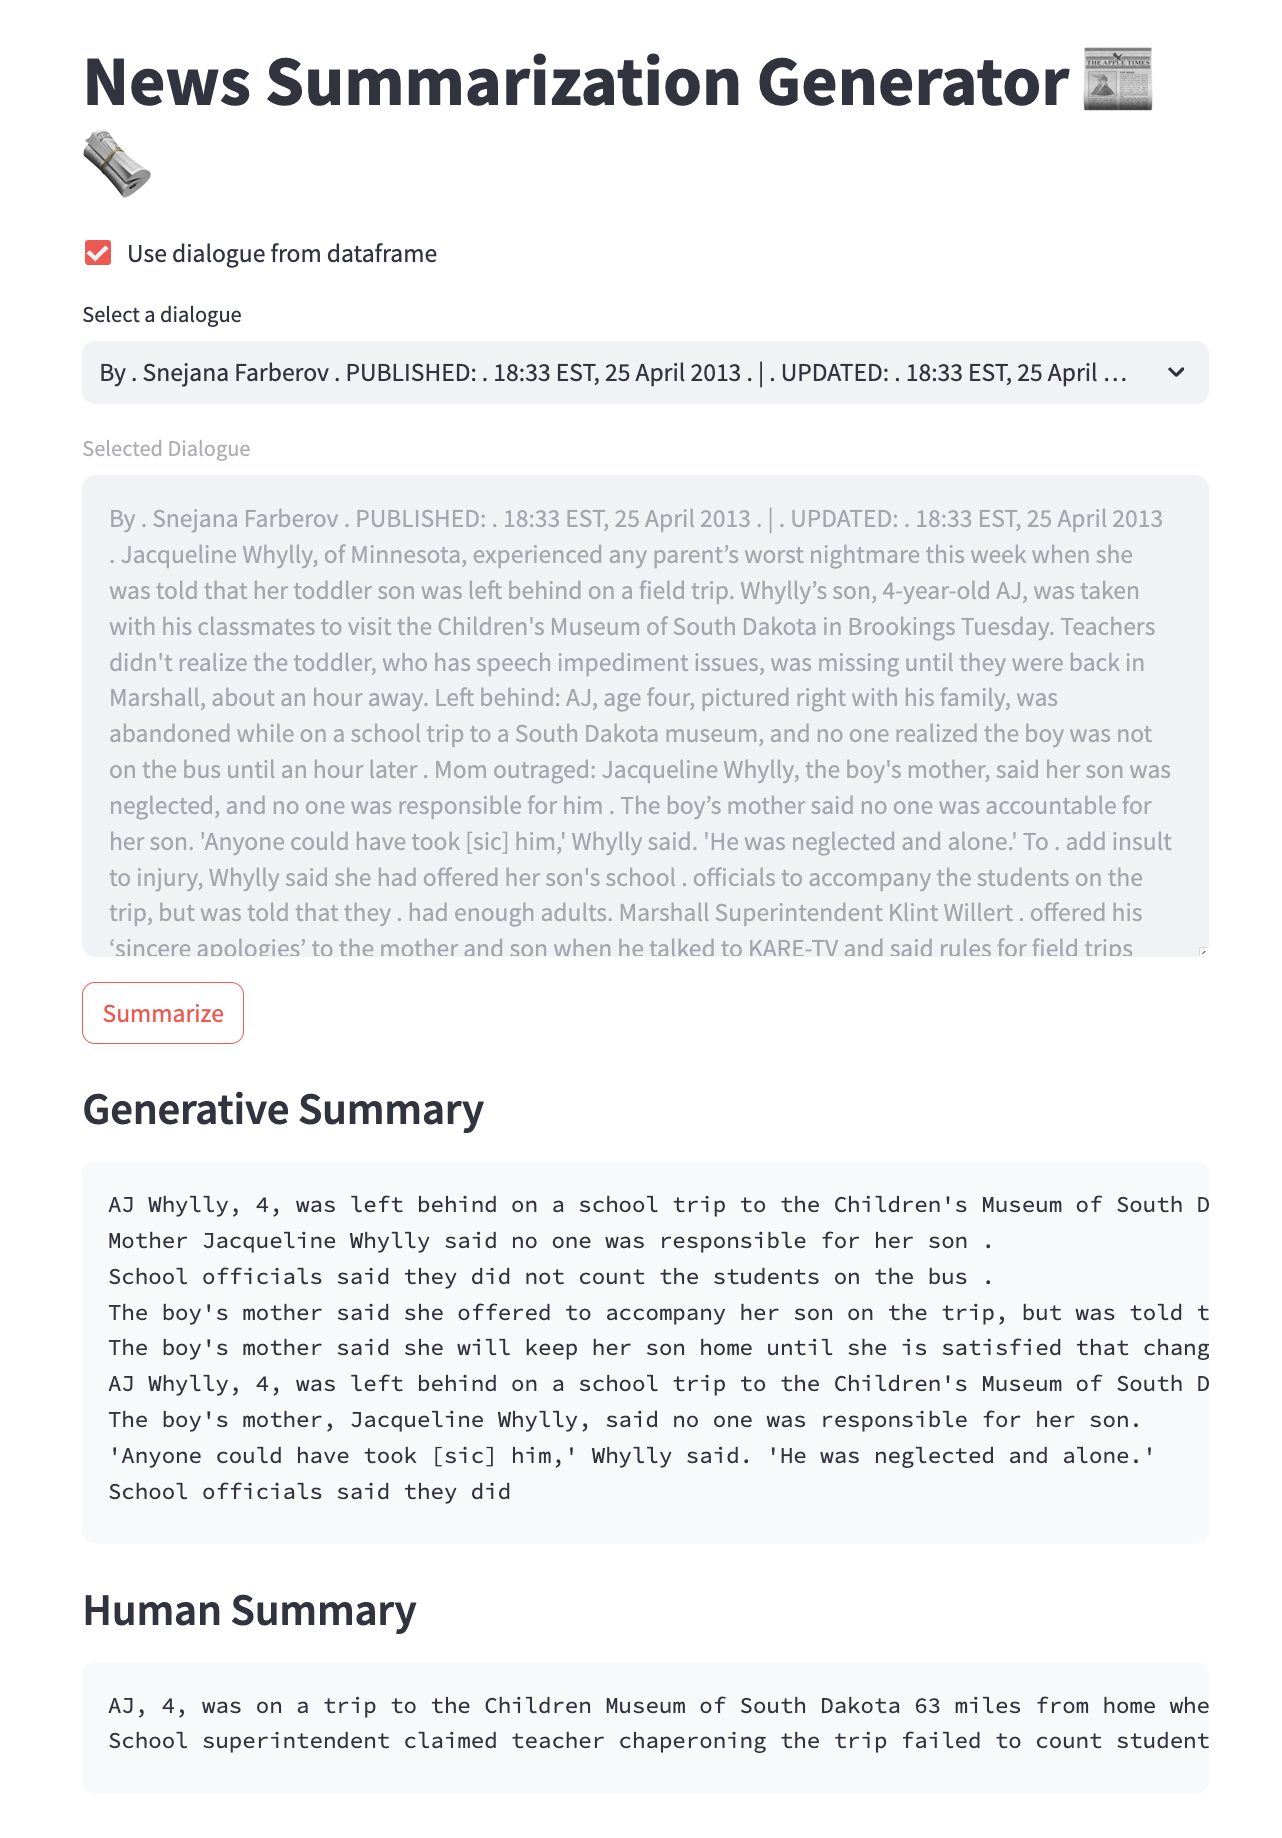 News Summarization Generator
THE APPLE TIMES
Use dialogue from dataframe
Select a dialogue
By . Snejana Farberov . PUBLISHED: . 18:33 EST, 25 April 2013 . | . UPDATED: . 18:33 EST, 25 April …
Selected Dialogue
By . Snejana Farberov . PUBLISHED: . 18:33 EST, 25 April 2013 . | . UPDATED: . 18:33 EST, 25 April 2013
. Jacqueline Whylly, of Minnesota, experienced any parent’s worst nightmare this week when she
was told that her toddler son was left behind on a field trip. Whylly’s son, 4-year-old AJ, was taken
with his classmates to visit the Children's Museum of South Dakota in Brookings Tuesday. Teachers
didn't realize the toddler, who has speech impediment issues, was missing until they were back in
Marshall, about an hour away. Left behind: AJ, age four, pictured right with his family, was
abandoned while on a school trip to a South Dakota museum, and no one realized the boy was not
on the bus until an hour later . Mom outraged: Jacqueline Whylly, the boy's mother, said her son was
neglected, and no one was responsible for him . The boy’s mother said no one was accountable for
her son. 'Anyone could have took [sic] him,' Whylly said. 'He was neglected and alone.' To . add insult
to injury, Whylly said she had offered her son's school . officials to accompany the students on the
trip, but was told that they . had enough adults. Marshall Superintendent Klint Willert . offered his
‘sincere apologies’ to the mother and son when he talked to KARE-TV and said rules for field trips
Summarize
Generative Summary
AJ Whylly, 4, was left behind on a school trip to the Children's Museum of South D
Mother Jacqueline Whylly said no one was responsible for her son .
School officials said they did not count the students on the bus .
The boy's mother said she offered to accompany her son on the trip, but was told t
The boy's mother said she will keep her son home until she is satisfied that chang
AJ Whylly, 4, was left behind on a school trip to the Children's Museum of South D
The boy's mother, Jacqueline Whylly, said no one was responsible for her son.
'Anyone could have took [sic] him,' Whylly said. 'He was neglected and alone.'
School officials said they did
Human Summary
AJ, 4, was on a trip to the Children Museum of South Dakota 63 miles from home whe
School superintendent claimed teacher chaperoning the trip failed to count student